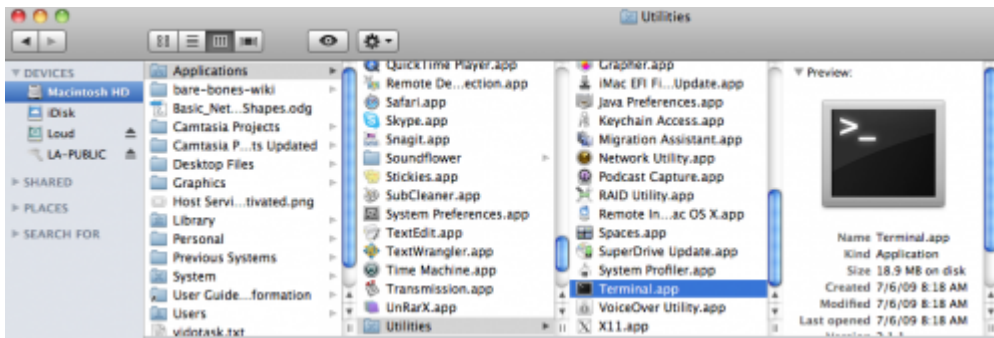 Utilities
DEVICES
Macintosh HD
iDisk
Loud
LA-PUBLIC
SHARED
PLACES
SEARCH FOR
Applications
bare-bones-wiki
Basic_Net...Shapes.odg
Camtasia Projects
Camtasia P...ts Updated
Desktop Files
Graphics
Host Servi...tivated.png
Library
Personal
Previous Systems
System
User Guide...formation
Users
vidotask.txt
QuickTime Player.app
Remote De...ection.app
Safari.app
Skype.app
Snagit.app
Soundflower
Stickies.app
SubCleaner.app
System Preferences.app
TextEdit.app
TextWrangler.app
Time Machine.app
Transmission.app
UnRarX.app
Utilities
Grapher.app
iMac EFI Fi...Update.app
Java Preferences.app
Keychain Access.app
Migration Assistant.app
Network Utility.app
Podcast Capture.app
RAID Utility.app
Remote In...ac OS X.app
Spaces.app
SuperDrive Update.app
System Profiler.app
Terminal.app
VoiceOver Utility.app
X11.app
Preview:
>_
Name Terminal.app
Kind Application
Size 18.9 MB on disk
Created 7/6/09 8:18 AM
Modified 7/6/09 8:18 AM
Last opened 7/6/09 8:18 AM